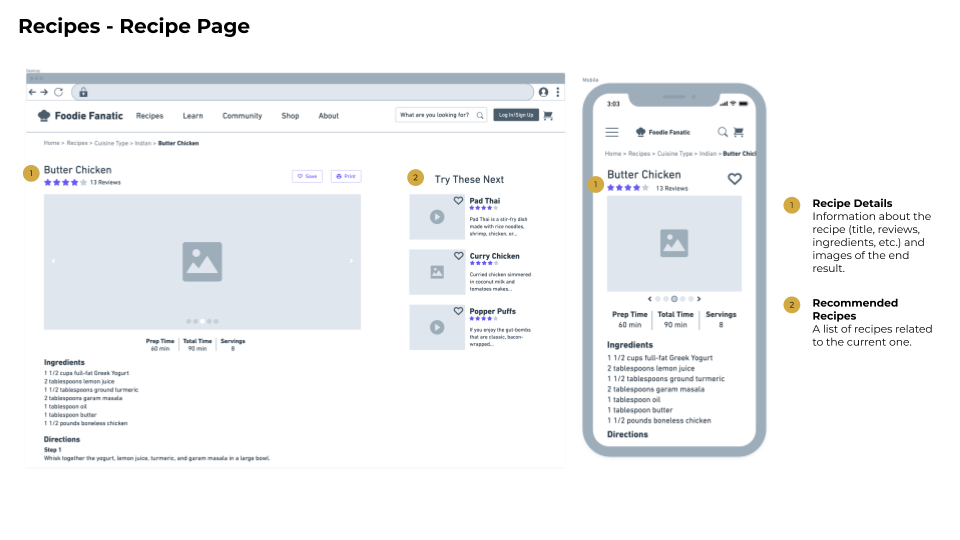 Recipes - Recipe Page
Desktop
Foodie Fanatic
Recipes
Learn
Community
Shop
About
What are you looking for?
Log In/Sign Up
Home > Recipes > Cuisine Type > Indian > Butter Chicken
1
Butter Chicken
13 Reviews
Save
Print
Prep Time
60 min
Total Time
90 min
Servings
8
Ingredients
1 1/2 cups full-fat Greek Yogurt
2 tablespoons lemon juice
1 1/2 tablespoons ground turmeric
2 tablespoons garam masala
1 tablespoon oil
1 tablespoon butter
1 1/2 pounds boneless chicken
Directions
Step 1
Whisk together the yogurt, lemon juice, turmeric, and garam masala in a large bowl.
2
Try These Next
Pad Thai
Pad Thai is a stir-fry dish
made with rice noodles,
shrimp, chicken, or...
Curry Chicken
Curried chicken simmered
in coconut milk and
tomatoes makes...
Popper Puffs
If you enjoy the gut-bombs
that are classic, bacon-
wrapped...
Mobile
3:03
Foodie Fanatic
Home > Recipes > Cuisine Type > Indian > Butter Chicl
1
Butter Chicken
13 Reviews
Prep Time
60 min
Total Time
90 min
Servings
8
Ingredients
1 1/2 cups full-fat Greek Yogurt
2 tablespoons lemon juice
1 1/2 tablespoons ground turmeric
2 tablespoons garam masala
1 tablespoon oil
1 tablespoon butter
1 1/2 pounds boneless chicken
Directions
1
Recipe Details
Information about the
recipe (title, reviews,
ingredients, etc.) and
images of the end
result.
2
Recommended
Recipes
A list of recipes related
to the current one.